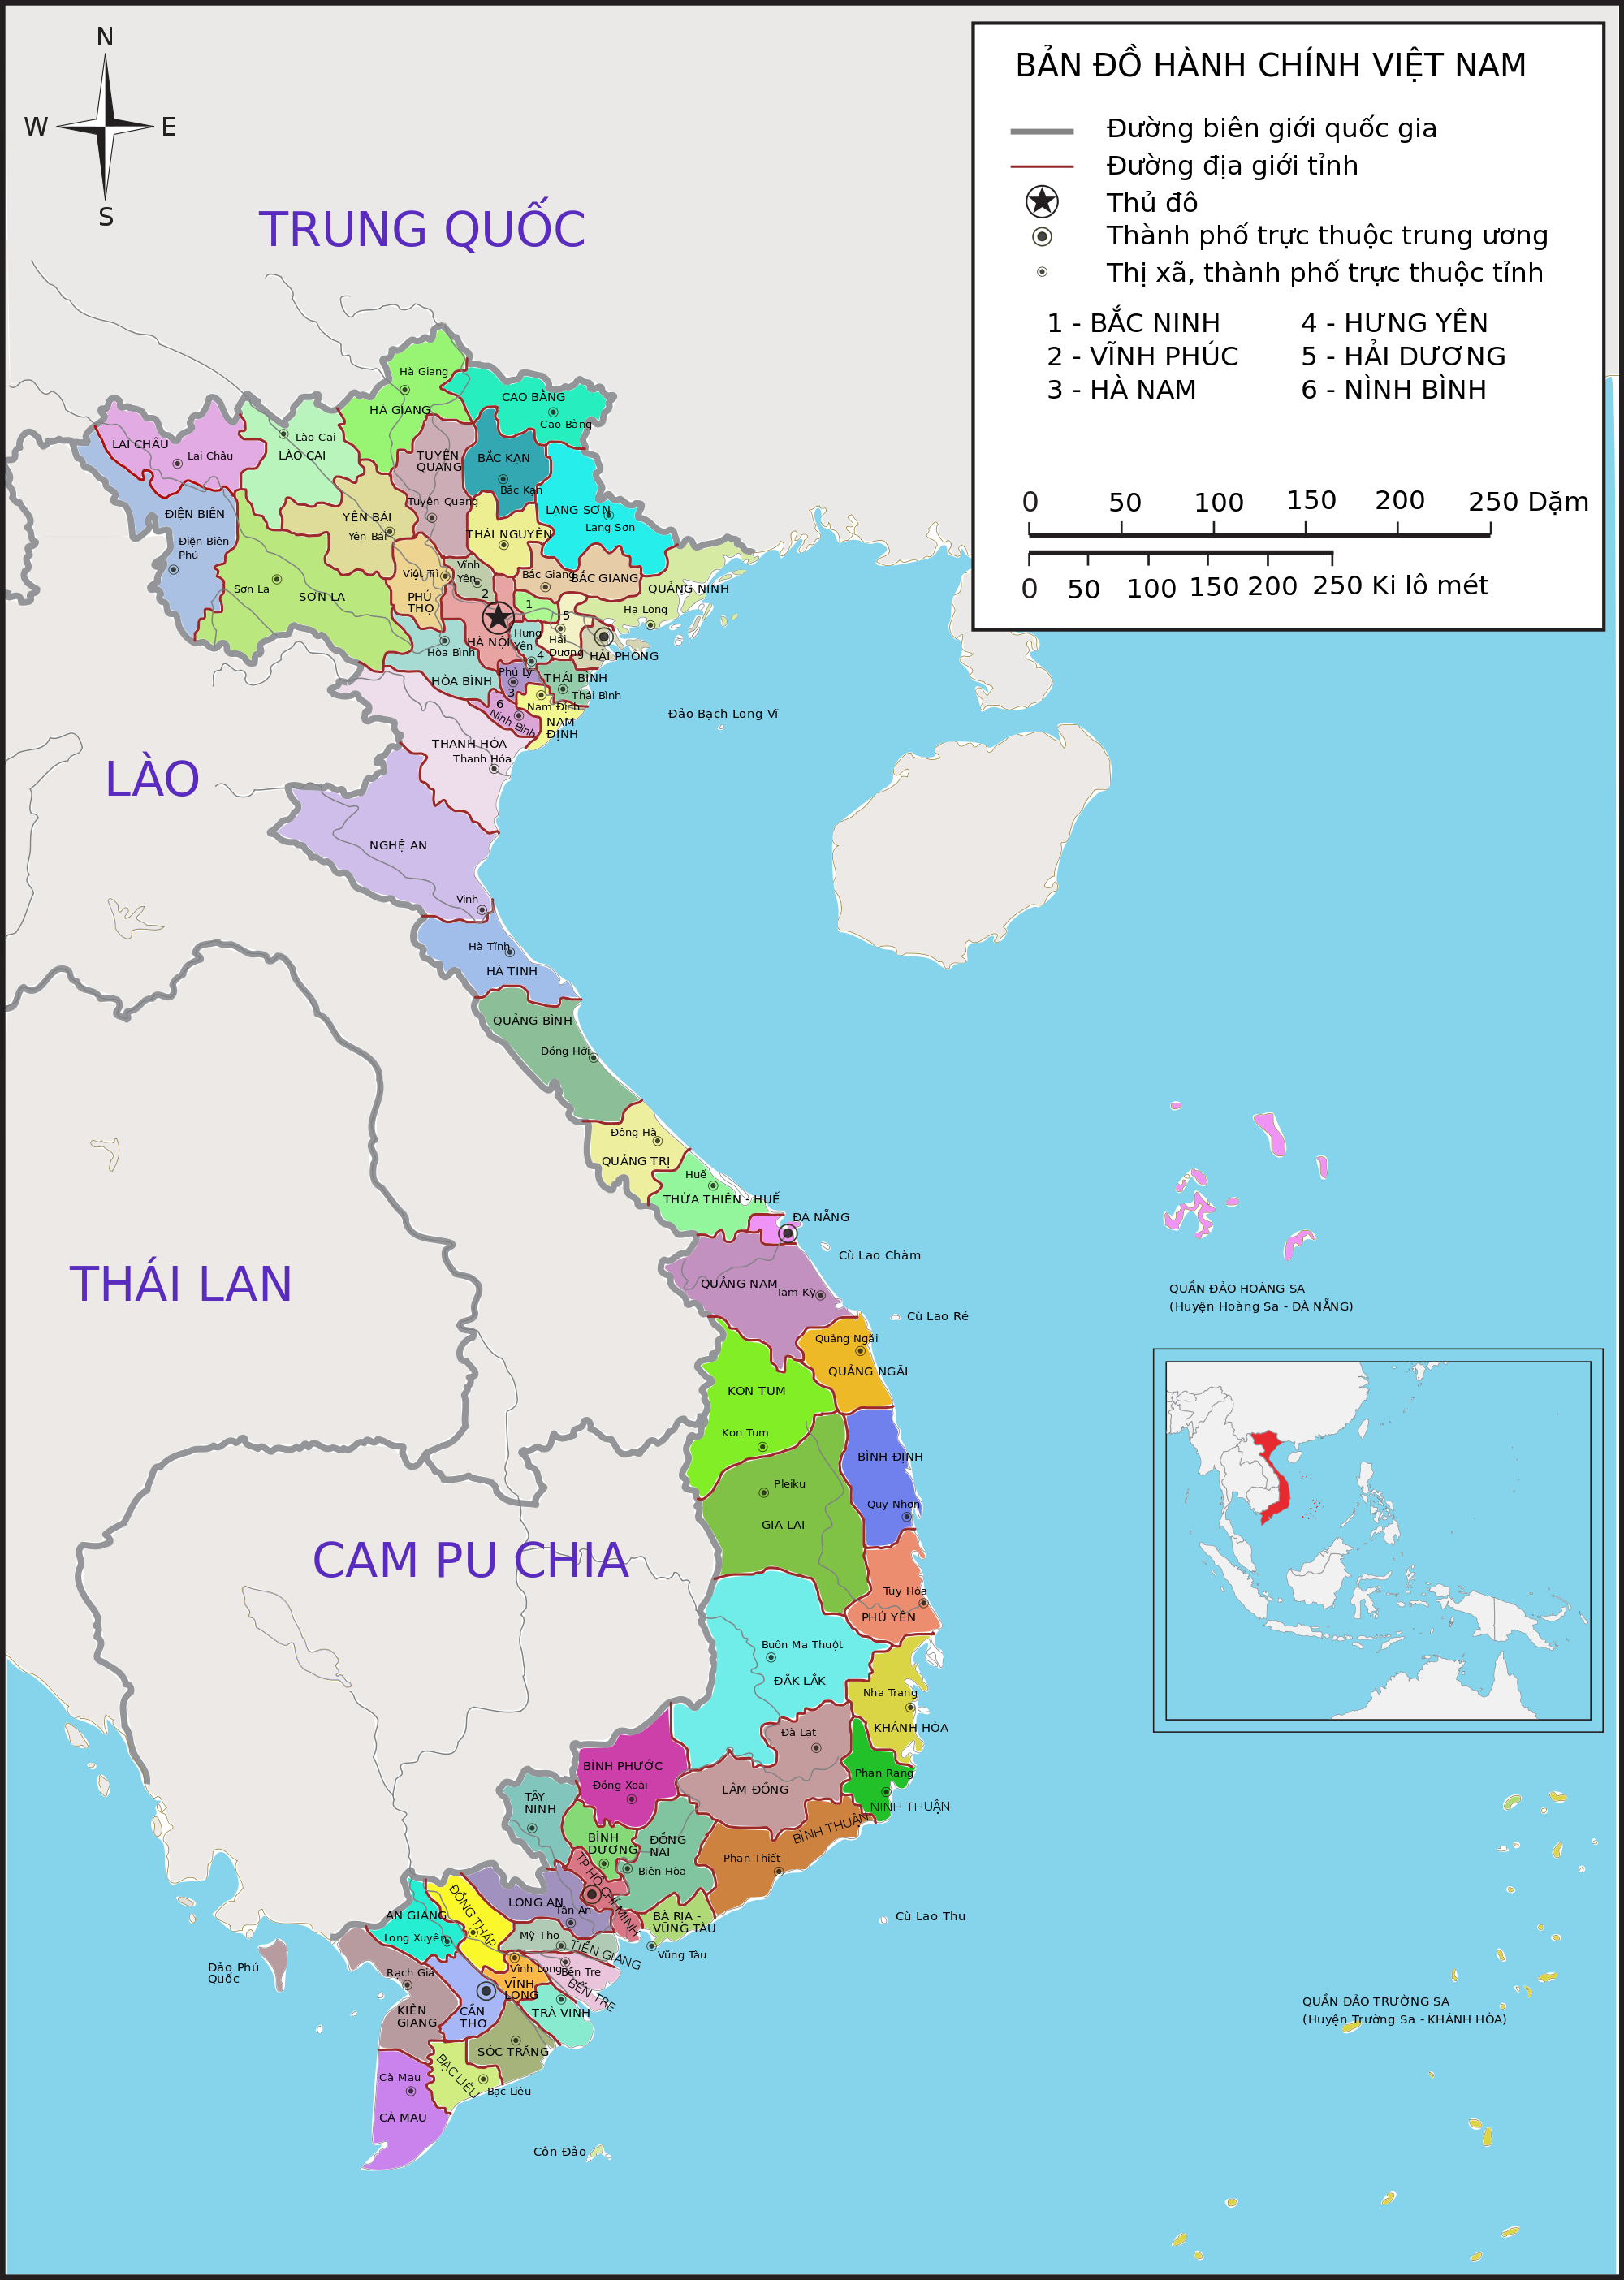 N
W E
S
BẢN ĐỒ HÀNH CHÍNH VIỆT NAM
Đường biên giới quốc gia
Đường địa giới tỉnh
Thủ đô
Thành phố trực thuộc trung ương
Thị xã, thành phố trực thuộc tỉnh
1 - BẮC NINH
2 - VĨNH PHÚC
3 - HÀ NAM
4 - HƯNG YÊN
5 - HẢI DƯƠNG
6 - NÌNH BÌNH
0 50 100 150 200 250 Dặm
0 50 100 150 200 250 Ki lô mét
TRUNG QUỐC
LÀO
THÁI LAN
CAM PU CHIA
Hà Giang
HÀ GIANG
CAO BẰNG
Cao Bằng
LAI CHÂU
Lai Châu
Lào Cai
LÀO CAI
TUYÊN
QUANG
Tuyên Quang
BẮC KẠN
Bắc Kạn
LẠNG SƠN
Lạng Sơn
ĐIỆN BIÊN
Điện Biên
Phủ
YÊN BÁI
Yên Bái
THÁI NGUYÊN
Sơn La
SƠN LA
Việt Trì
PHÚ
THỌ
Vĩnh
Yên
2
Bắc Giang
BẮC GIANG
QUẢNG NINH
Hạ Long
1
5
HÀ NỘI
Hưng
Yên
4
Hải
Dương
HẢI PHÒNG
Hòa Bình
HÒA BÌNH
Phủ Lý
3
THÁI BÌNH
Thái Bình
6
Ninh Bình
Nam Định
NAM
ĐỊNH
Đảo Bạch Long Vĩ
THANH HÓA
Thanh Hóa
NGHỆ AN
Vinh
Hà Tĩnh
HÀ TĨNH
QUẢNG BÌNH
Đồng Hới
Đông Hà
QUẢNG TRỊ
Huế
THỪA THIÊN - HUẾ
ĐÀ NẴNG
Cù Lao Chàm
QUẢNG NAM
Tam Kỳ
Cù Lao Ré
Quảng Ngãi
QUẢNG NGÃI
KON TUM
Kon Tum
BÌNH ĐỊNH
Quy Nhơn
Pleiku
GIA LAI
Tuy Hòa
PHÚ YÊN
Buôn Ma Thuột
ĐẮK LẮK
Nha Trang
KHÁNH HÒA
Đà Lạt
LÂM ĐỒNG
Phan Rang
NINH THUẬN
BÌNH THUẬN
Phan Thiết
BÌNH PHƯỚC
Đồng Xoài
TÂY
NINH
BÌNH
DƯƠNG
ĐỒNG
NAI
Biên Hòa
TP HỒ CHÍ MINH
BÀ RỊA -
VŨNG TÀU
Vũng Tàu
Cù Lao Thu
LONG AN
Tân An
ĐỒNG THÁP
AN GIANG
Long Xuyên
Mỹ Tho
TIỀN GIANG
Bến Tre
BẾN TRE
Vĩnh Long
VĨNH
LONG
TRÀ VINH
CẦN
THƠ
Rạch Giá
KIÊN
GIANG
Đảo Phú
Quốc
SÓC TRĂNG
BẠC LIÊU
Bạc Liêu
Cà Mau
CÀ MAU
Côn Đảo
QUẦN ĐẢO HOÀNG SA
(Huyện Hoàng Sa - ĐÀ NẴNG)
QUẦN ĐẢO TRƯỜNG SA
(Huyện Trường Sa - KHÁNH HÒA)